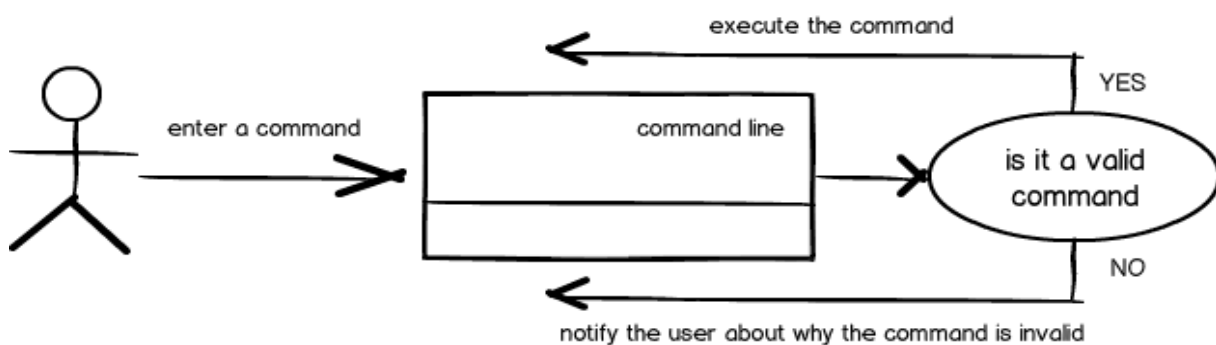 execute the command
YES
enter a command
command line
is it a valid
command
NO
notify the user about why the command is invalid